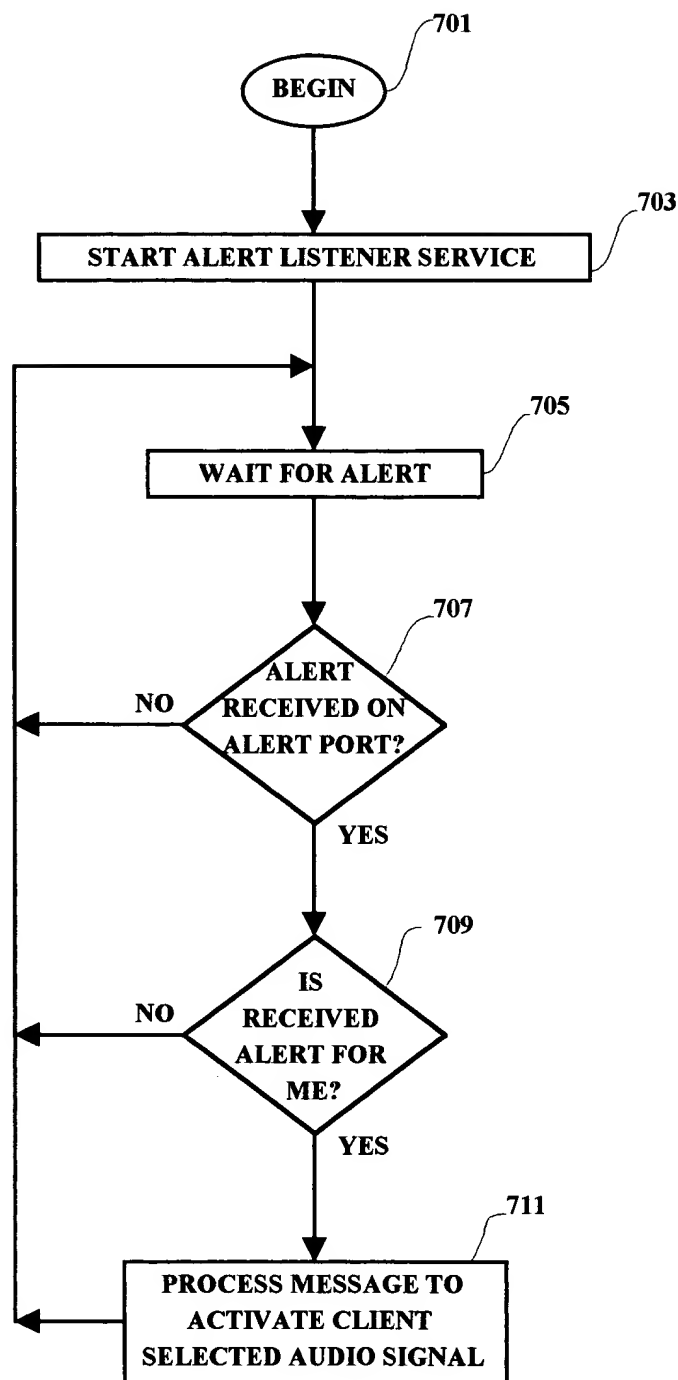 701
BEGIN
703
START ALERT LISTENER SERVICE
705
WAIT FOR ALERT
707
ALERT
RECEIVED ON
ALERT PORT?
NO
YES
709
IS
RECEIVED
ALERT FOR
ME?
NO
YES
711
PROCESS MESSAGE TO
ACTIVATE CLIENT
SELECTED AUDIO SIGNAL